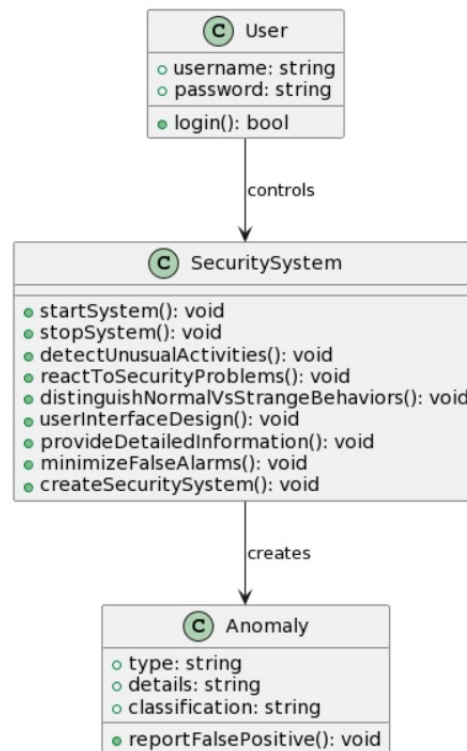 C User
username: string
password: string
login(): bool
controls
C SecuritySystem
startSystem(): void
stopSystem(): void
detectUnusualActivities(): void
reactToSecurityProblems(): void
distinguishNormalVsStrangeBehaviors(): void
userInterfaceDesign(): void
provideDetailedInformation(): void
minimizeFalseAlarms(): void
createSecuritySystem(): void
creates
C Anomaly
type: string
details: string
classification: string
reportFalsePositive(): void